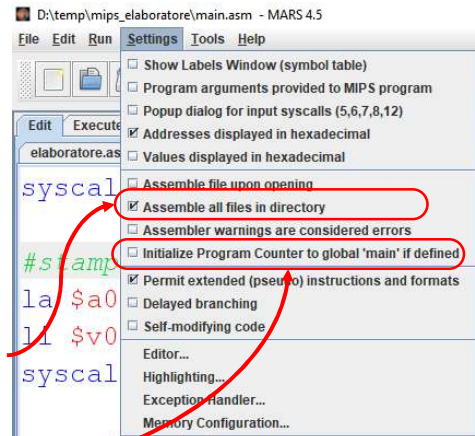 D:\temp\mips_elaboratore\main.asm - MARS 4.5
File Edit Run Settings Tools Help
Show Labels Window (symbol table)
Program arguments provided to MIPS program
Popup dialog for input syscalls (5,6,7,8,12)
Addresses displayed in hexadecimal
Values displayed in hexadecimal
Assemble file upon opening
Assemble all files in directory
Assembler warnings are considered errors
Initialize Program Counter to global 'main' if defined
Permit extended (pseudo) instructions and formats
Delayed branching
Self-modifying code
Editor...
Highlighting...
Exception Handler...
Memory Configuration...
Edit Execute
elaboratore.as
syscal
#stamp
la $a0
li $v0
syscal